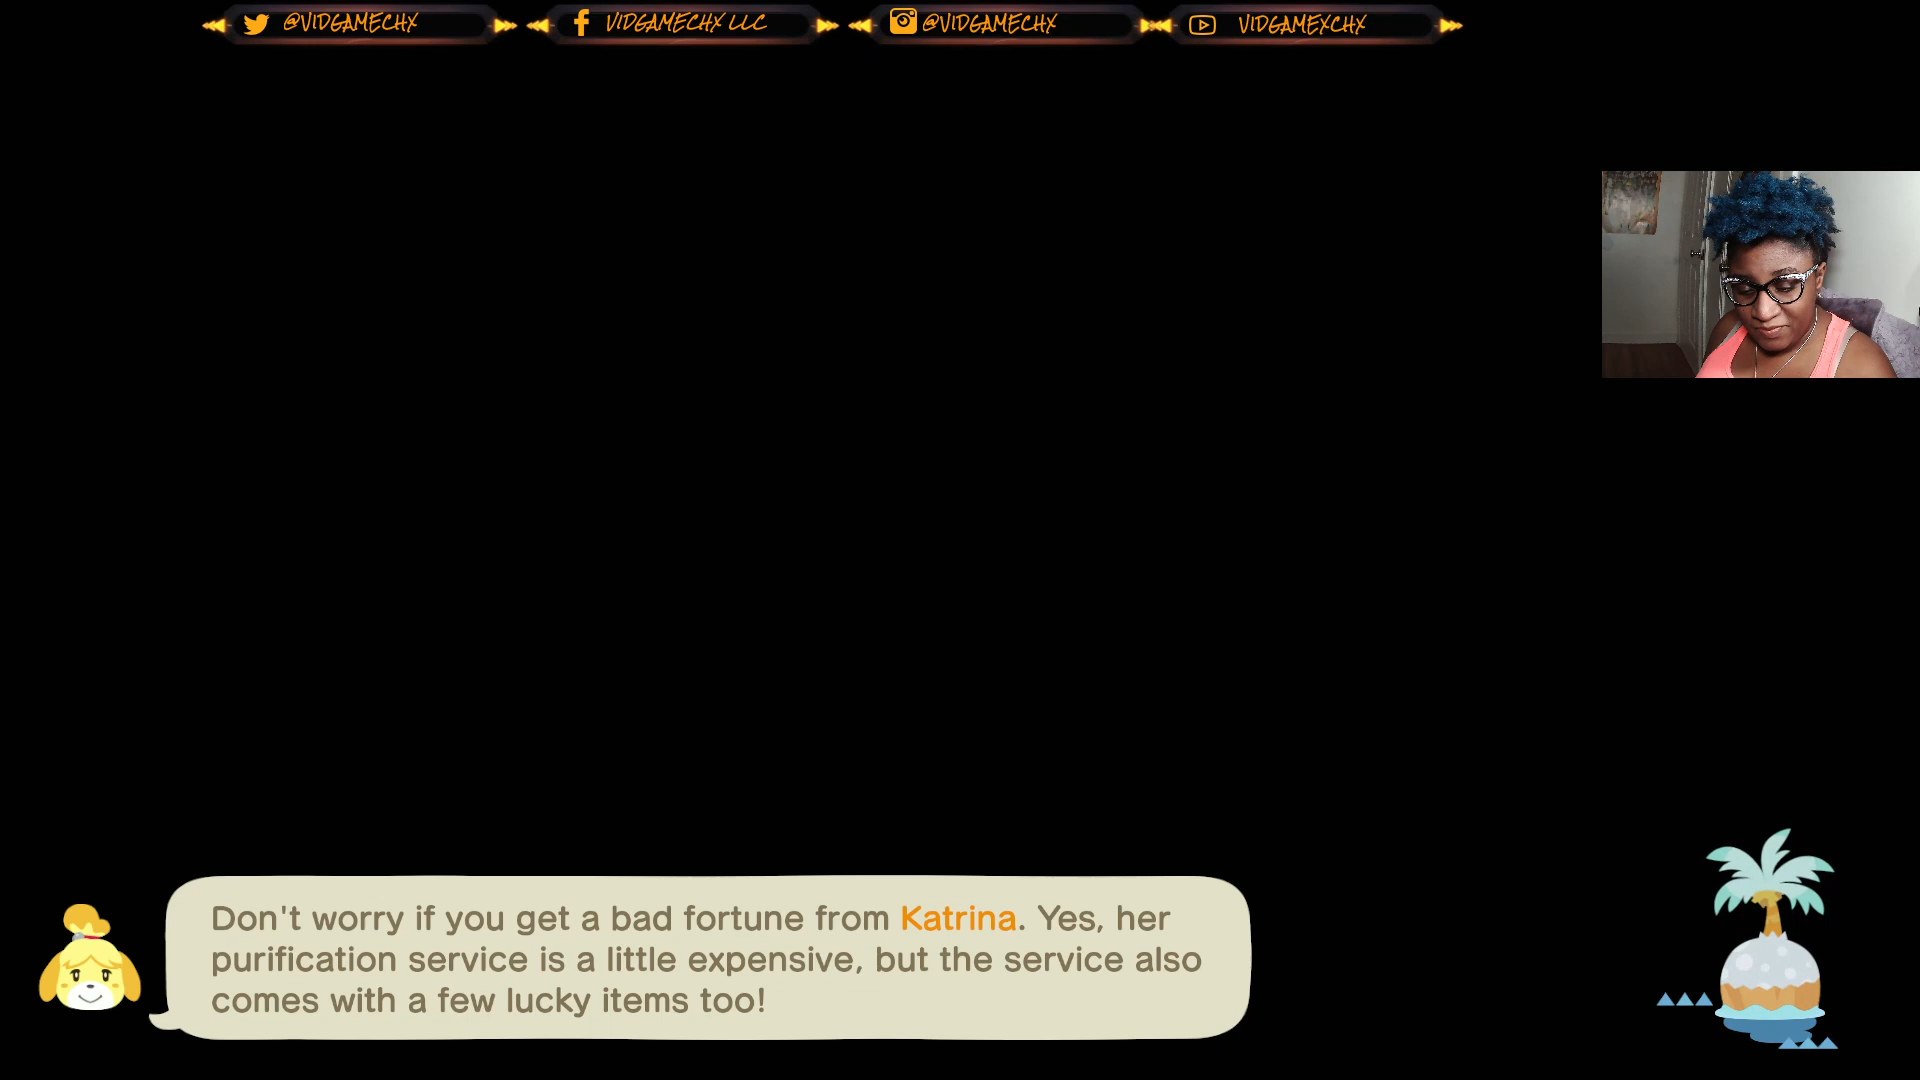 @VIDGAMECHX
VIDGAMECHX LLC
@VIDGAMECHX
VIDGAMEXCHX
Don't worry if you get a bad fortune from Katrina. Yes, her
purification service is a little expensive, but the service also
comes with a few lucky items too!